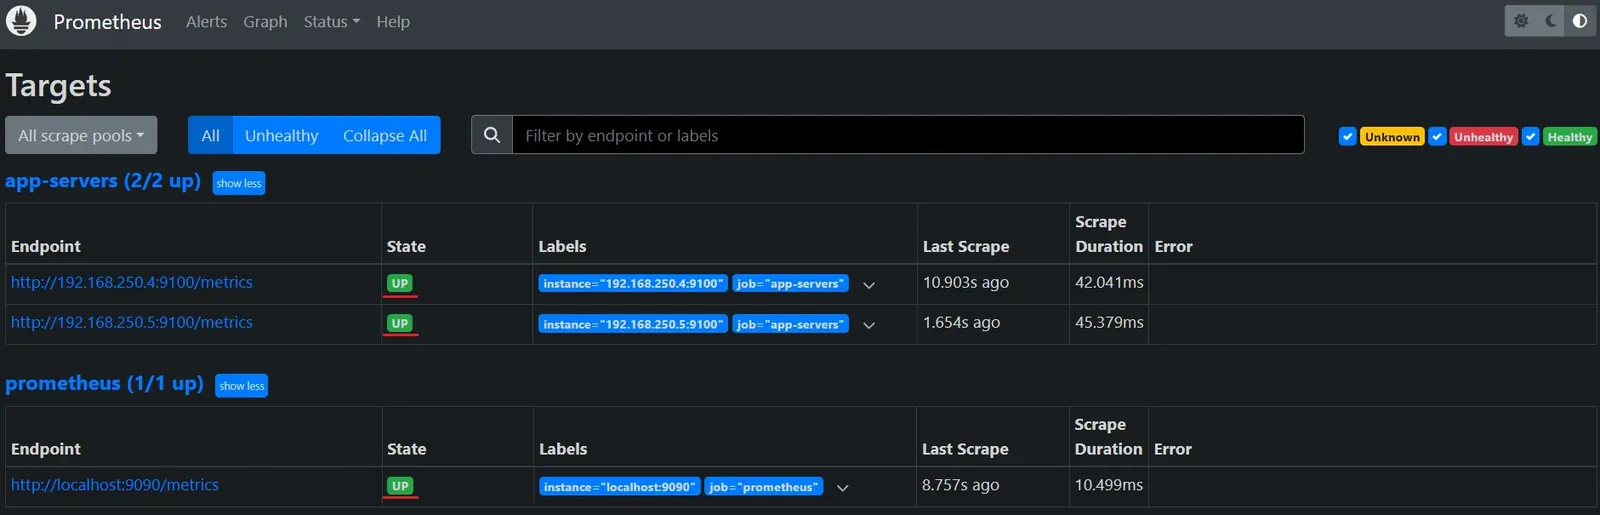 Prometheus Alerts Graph Status Help
Targets
All scrape pools All Unhealthy Collapse All Filter by endpoint or labels Unknown Unhealthy Healthy
app-servers (2/2 up) show less
Endpoint State Labels Last Scrape Scrape Duration Error
http://192.168.250.4:9100/metrics UP instance="192.168.250.4:9100" job="app-servers" 10.903s ago 42.041ms
http://192.168.250.5:9100/metrics UP instance="192.168.250.5:9100" job="app-servers" 1.654s ago 45.379ms
prometheus (1/1 up) show less
Endpoint State Labels Last Scrape Scrape Duration Error
http://localhost:9090/metrics UP instance="localhost:9090" job="prometheus" 8.757s ago 10.499ms